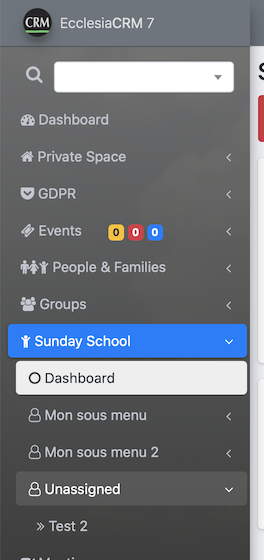 CRM EcclesiaCRM 7
Dashboard
Private Space
GDPR
Events 0 0 0
People & Families
Groups
Sunday School
Dashboard
Mon sous menu
Mon sous menu 2
Unassigned
Test 2